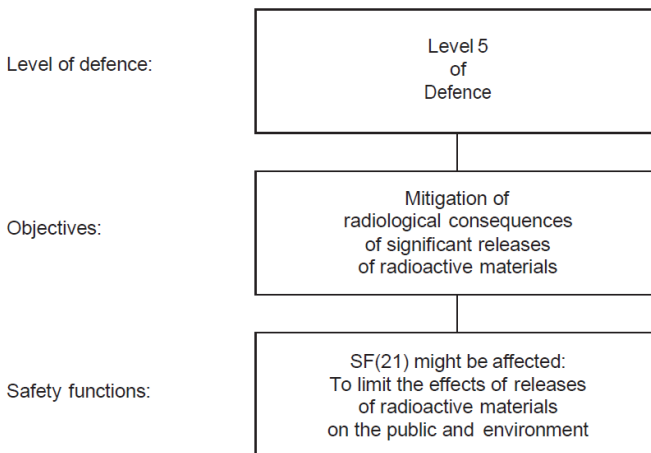 Level of defence:
Level 5
of
Defence
Objectives:
Mitigation of
radiological consequences
of significant releases
of radioactive materials
Safety functions:
SF(21) might be affected:
To limit the effects of releases
of radioactive materials
on the public and environment